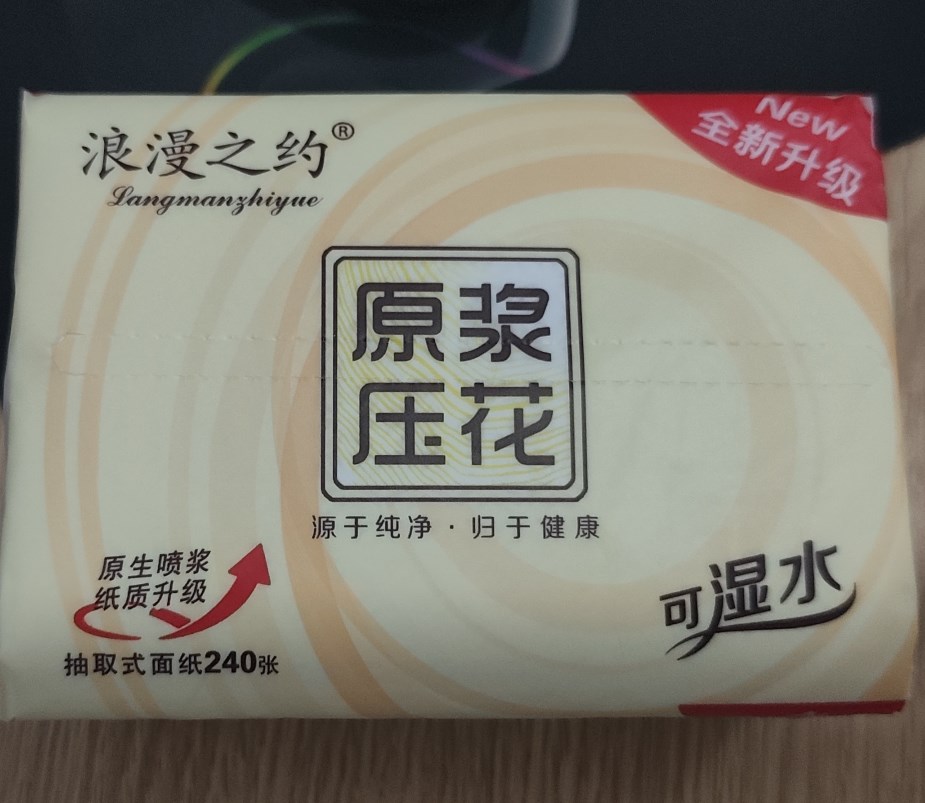 浪漫之约®
Langmanzhiyue
New
全新升级
原浆
压花
源于纯净·归于健康
原生喷浆
纸质升级
抽取式面纸240张
可湿水